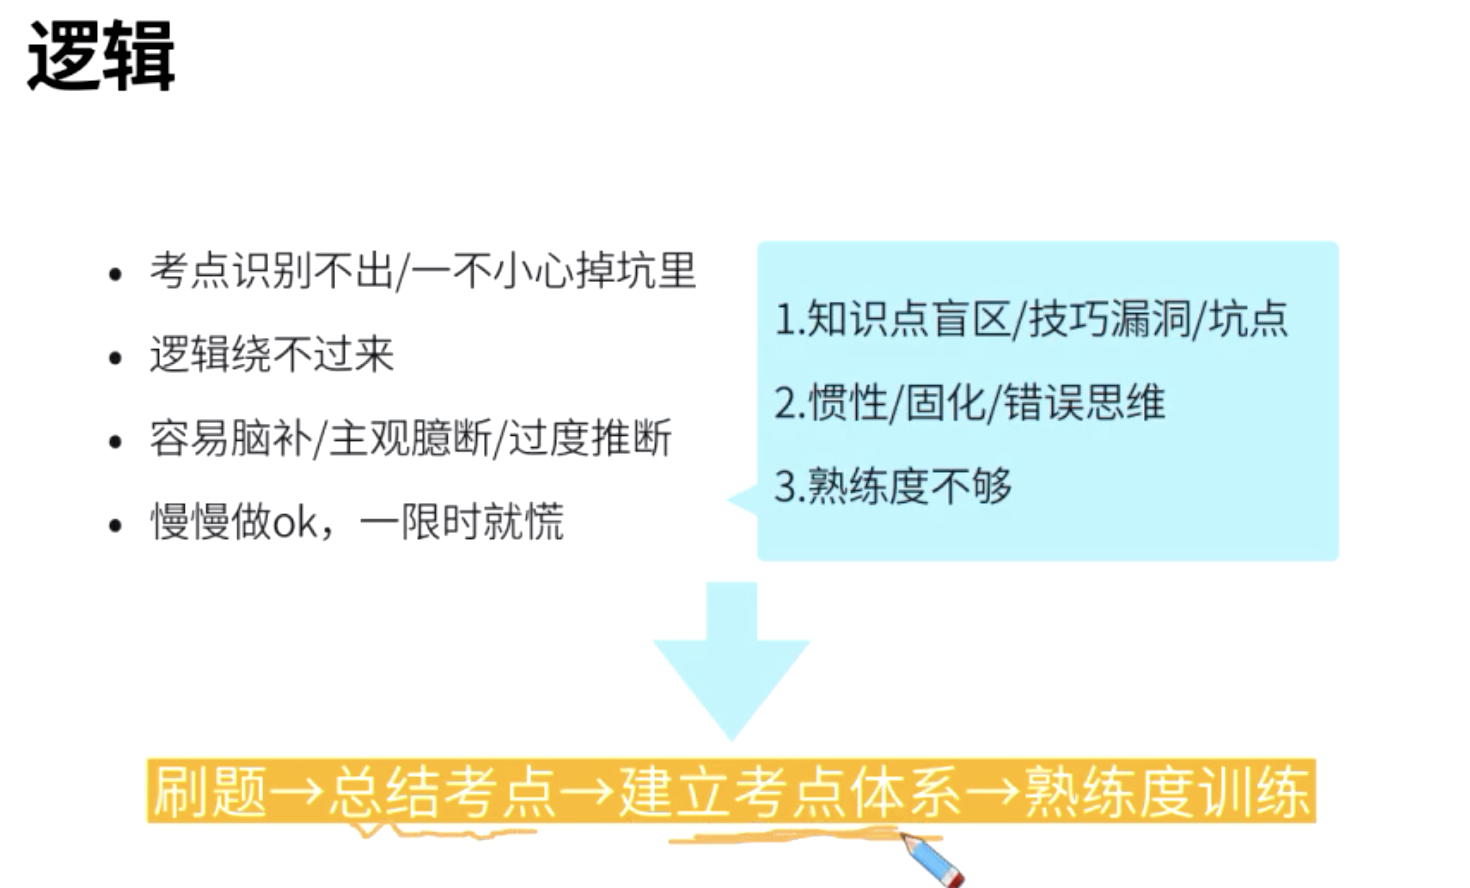 逻辑
• 考点识别不出/一不小心掉坑里
• 逻辑绕不过来
• 容易脑补/主观臆断/过度推断
• 慢慢做ok，一限时就慌
1.知识点盲区/技巧漏洞/坑点
2.惯性/固化/错误思维
3.熟练度不够
刷题→总结考点→建立考点体系→熟练度训练